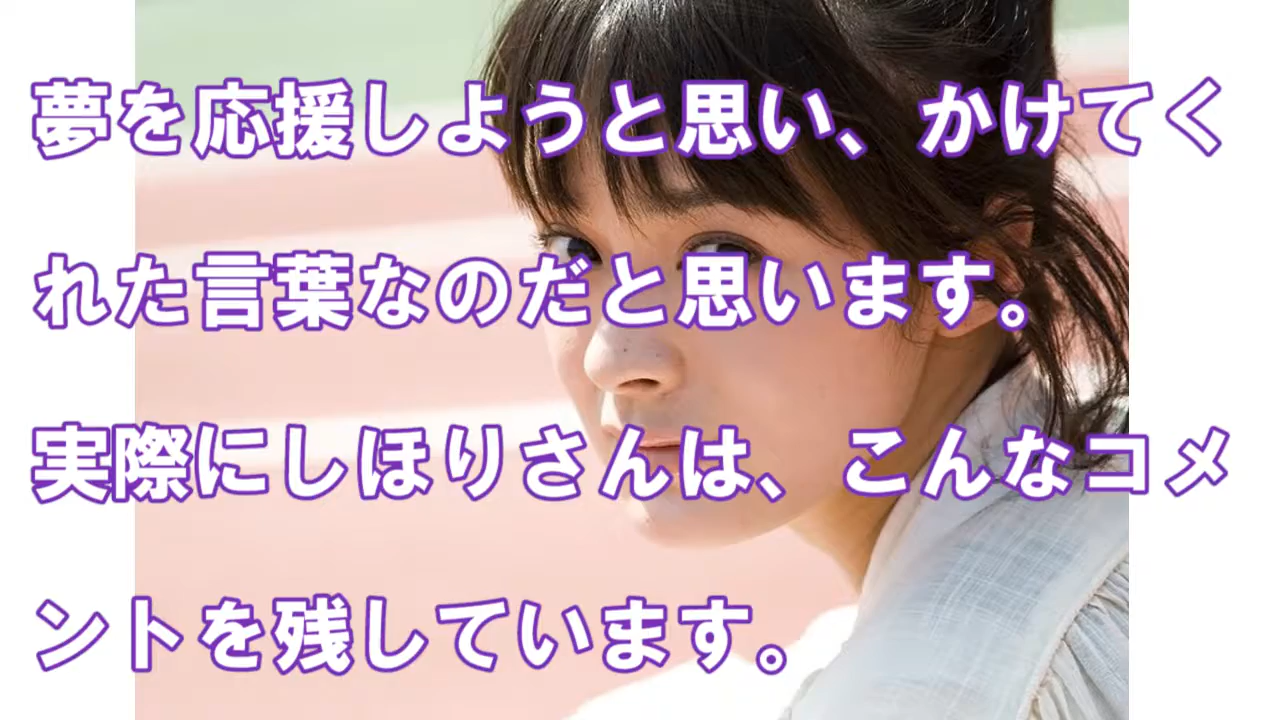 夢を応援しようと思い、かけてく
れた言葉なのだと思います。
実際にしほりさんは、こんなコメ
ントを残しています。